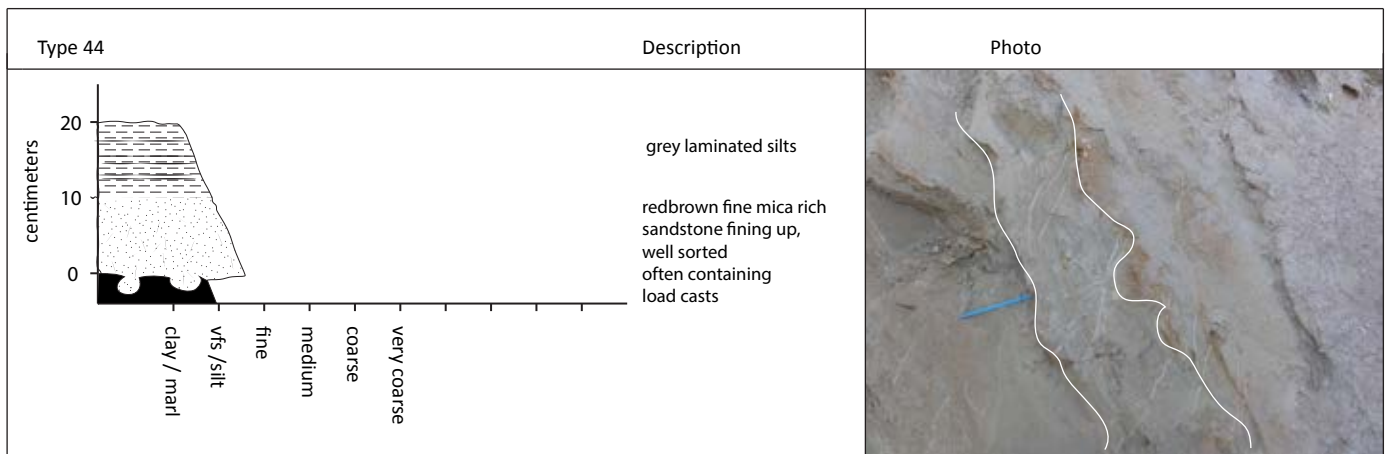 Type 44
Description
Photo
centimeters
20
10
0
clay / marl
vfs /silt
fine
medium
coarse
very coarse
grey laminated silts
redbrown fine mica rich
sandstone fining up,
well sorted
often containing
load casts